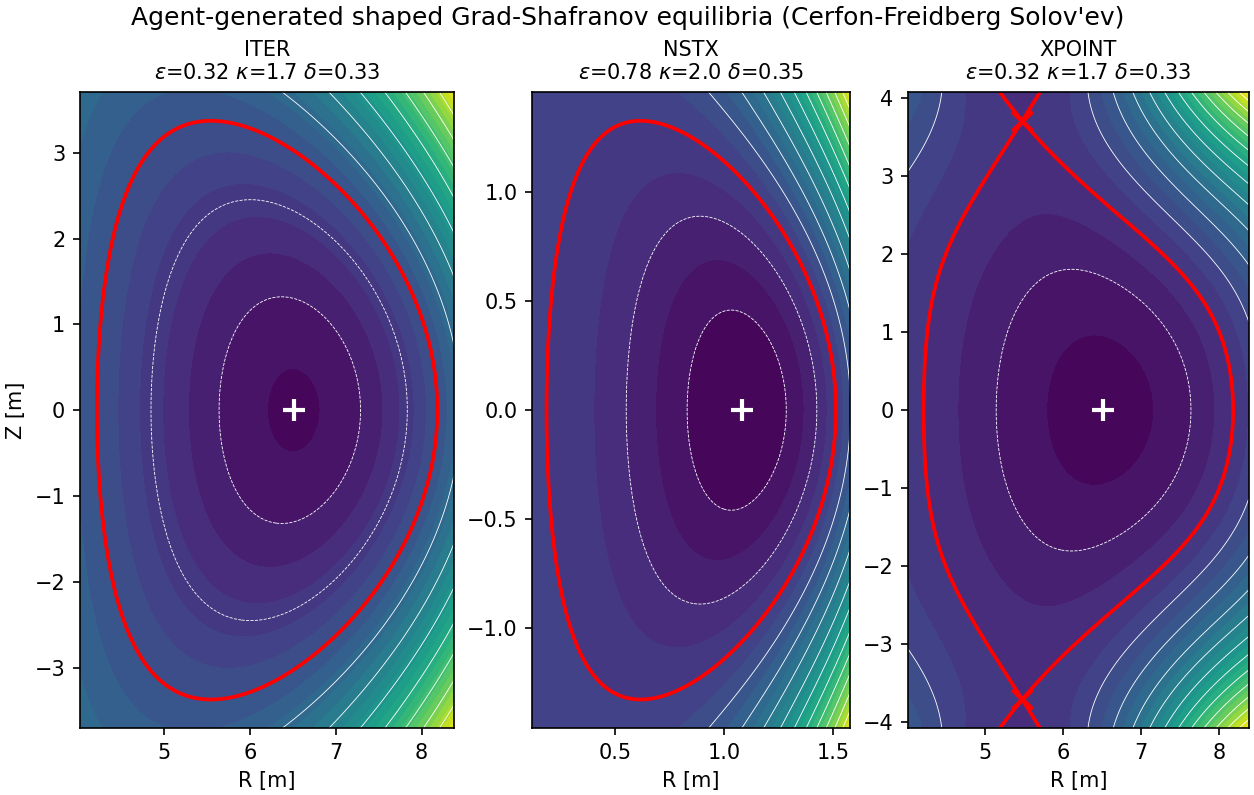 Agent-generated shaped Grad-Shafranov equilibria (Cerfon-Freidberg Solov'ev)
ITER
ε=0.32 κ=1.7 δ=0.33
NSTX
ε=0.78 κ=2.0 δ=0.35
XPOINT
ε=0.32 κ=1.7 δ=0.33
Z [m]
3
2
1
0
−1
−2
−3
5
6
7
8
R [m]
1.0
0.5
0.0
−0.5
−1.0
0.5
1.0
1.5
R [m]
4
3
2
1
0
−1
−2
−3
−4
5
6
7
8
R [m]